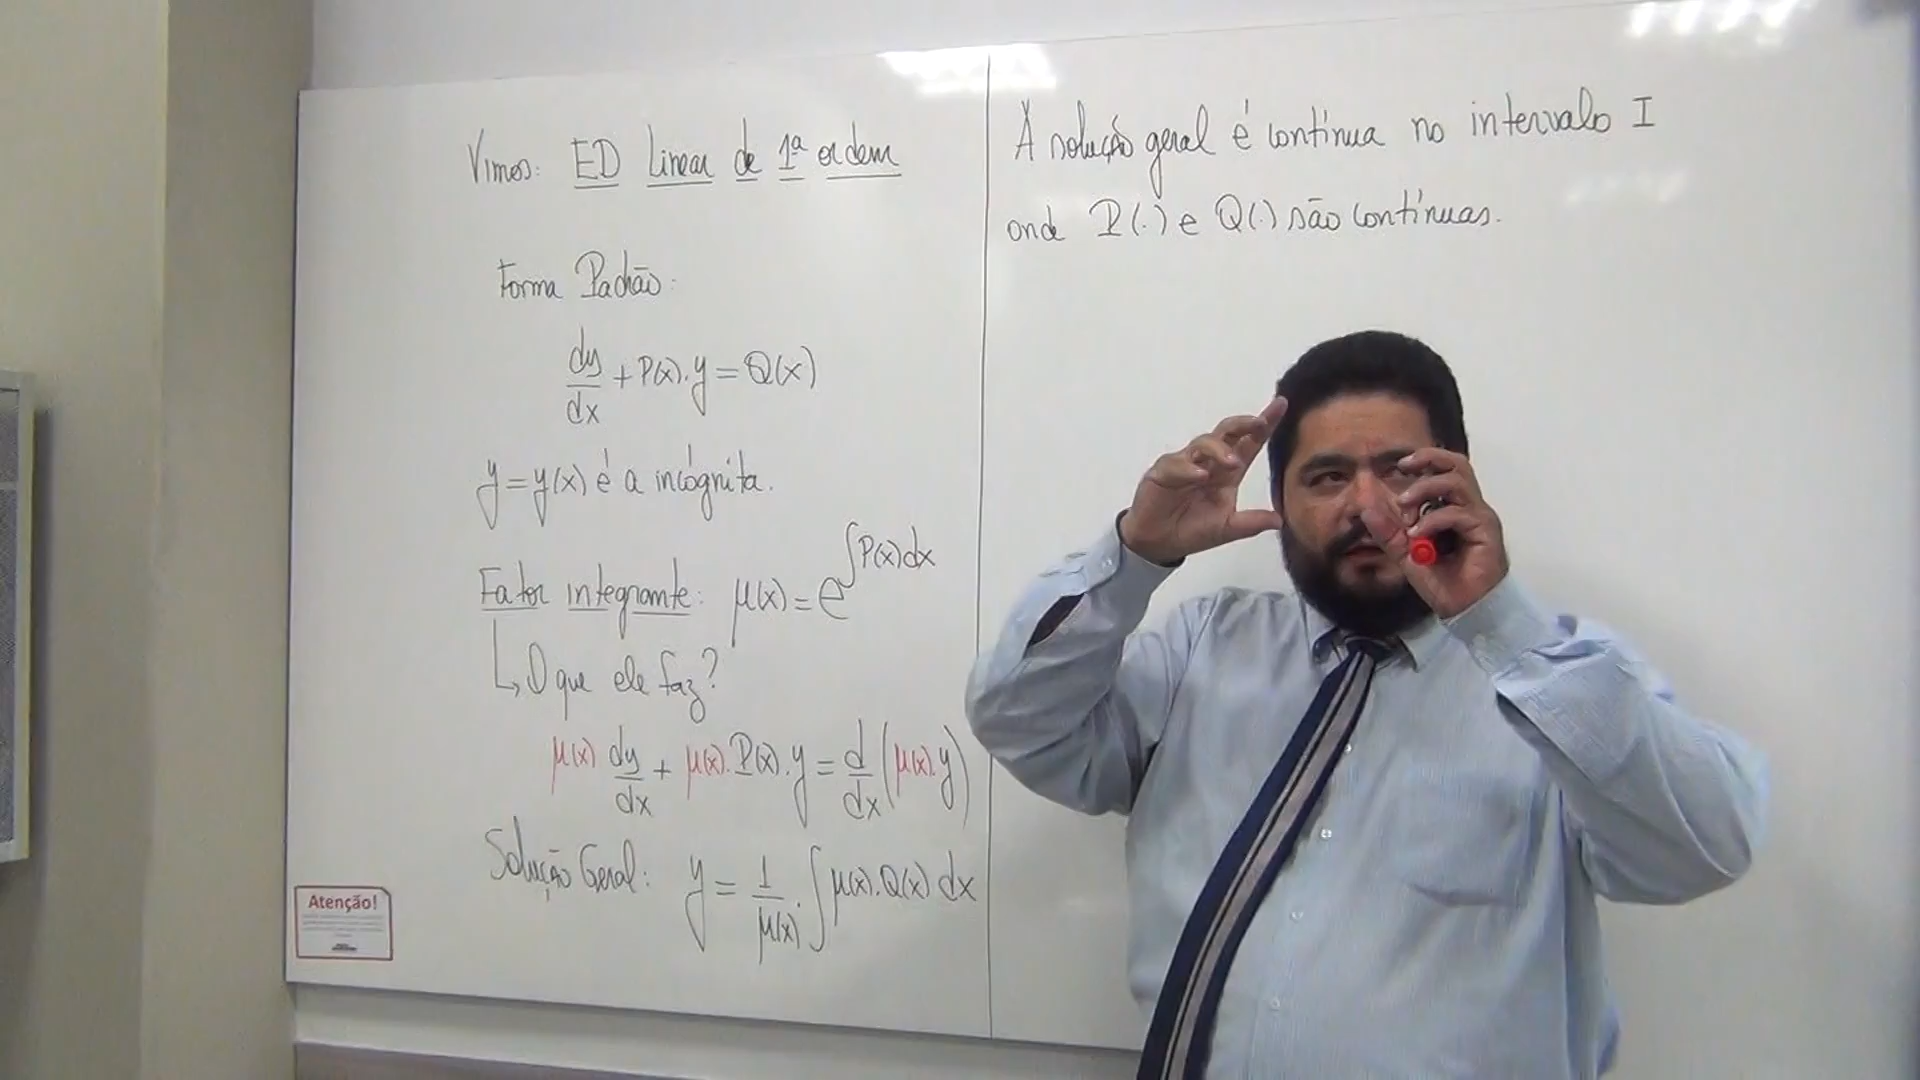 Vimos: ED Linear de 1ª ordem
Forma Padrão:
dy/dx + P(x).y = Q(x)
y = y(x) é a incógnita.
Fator integrante: μ(x) = e^∫P(x)dx
↳ O que ele faz?
μ(x) dy/dx + μ(x).P(x).y = d/dx (μ(x).y)
Solução Geral: y = 1/μ(x) . ∫μ(x).Q(x) dx
A solução geral é contínua no intervalo I
onde P(.) e Q(.) são contínuas.
Atenção!